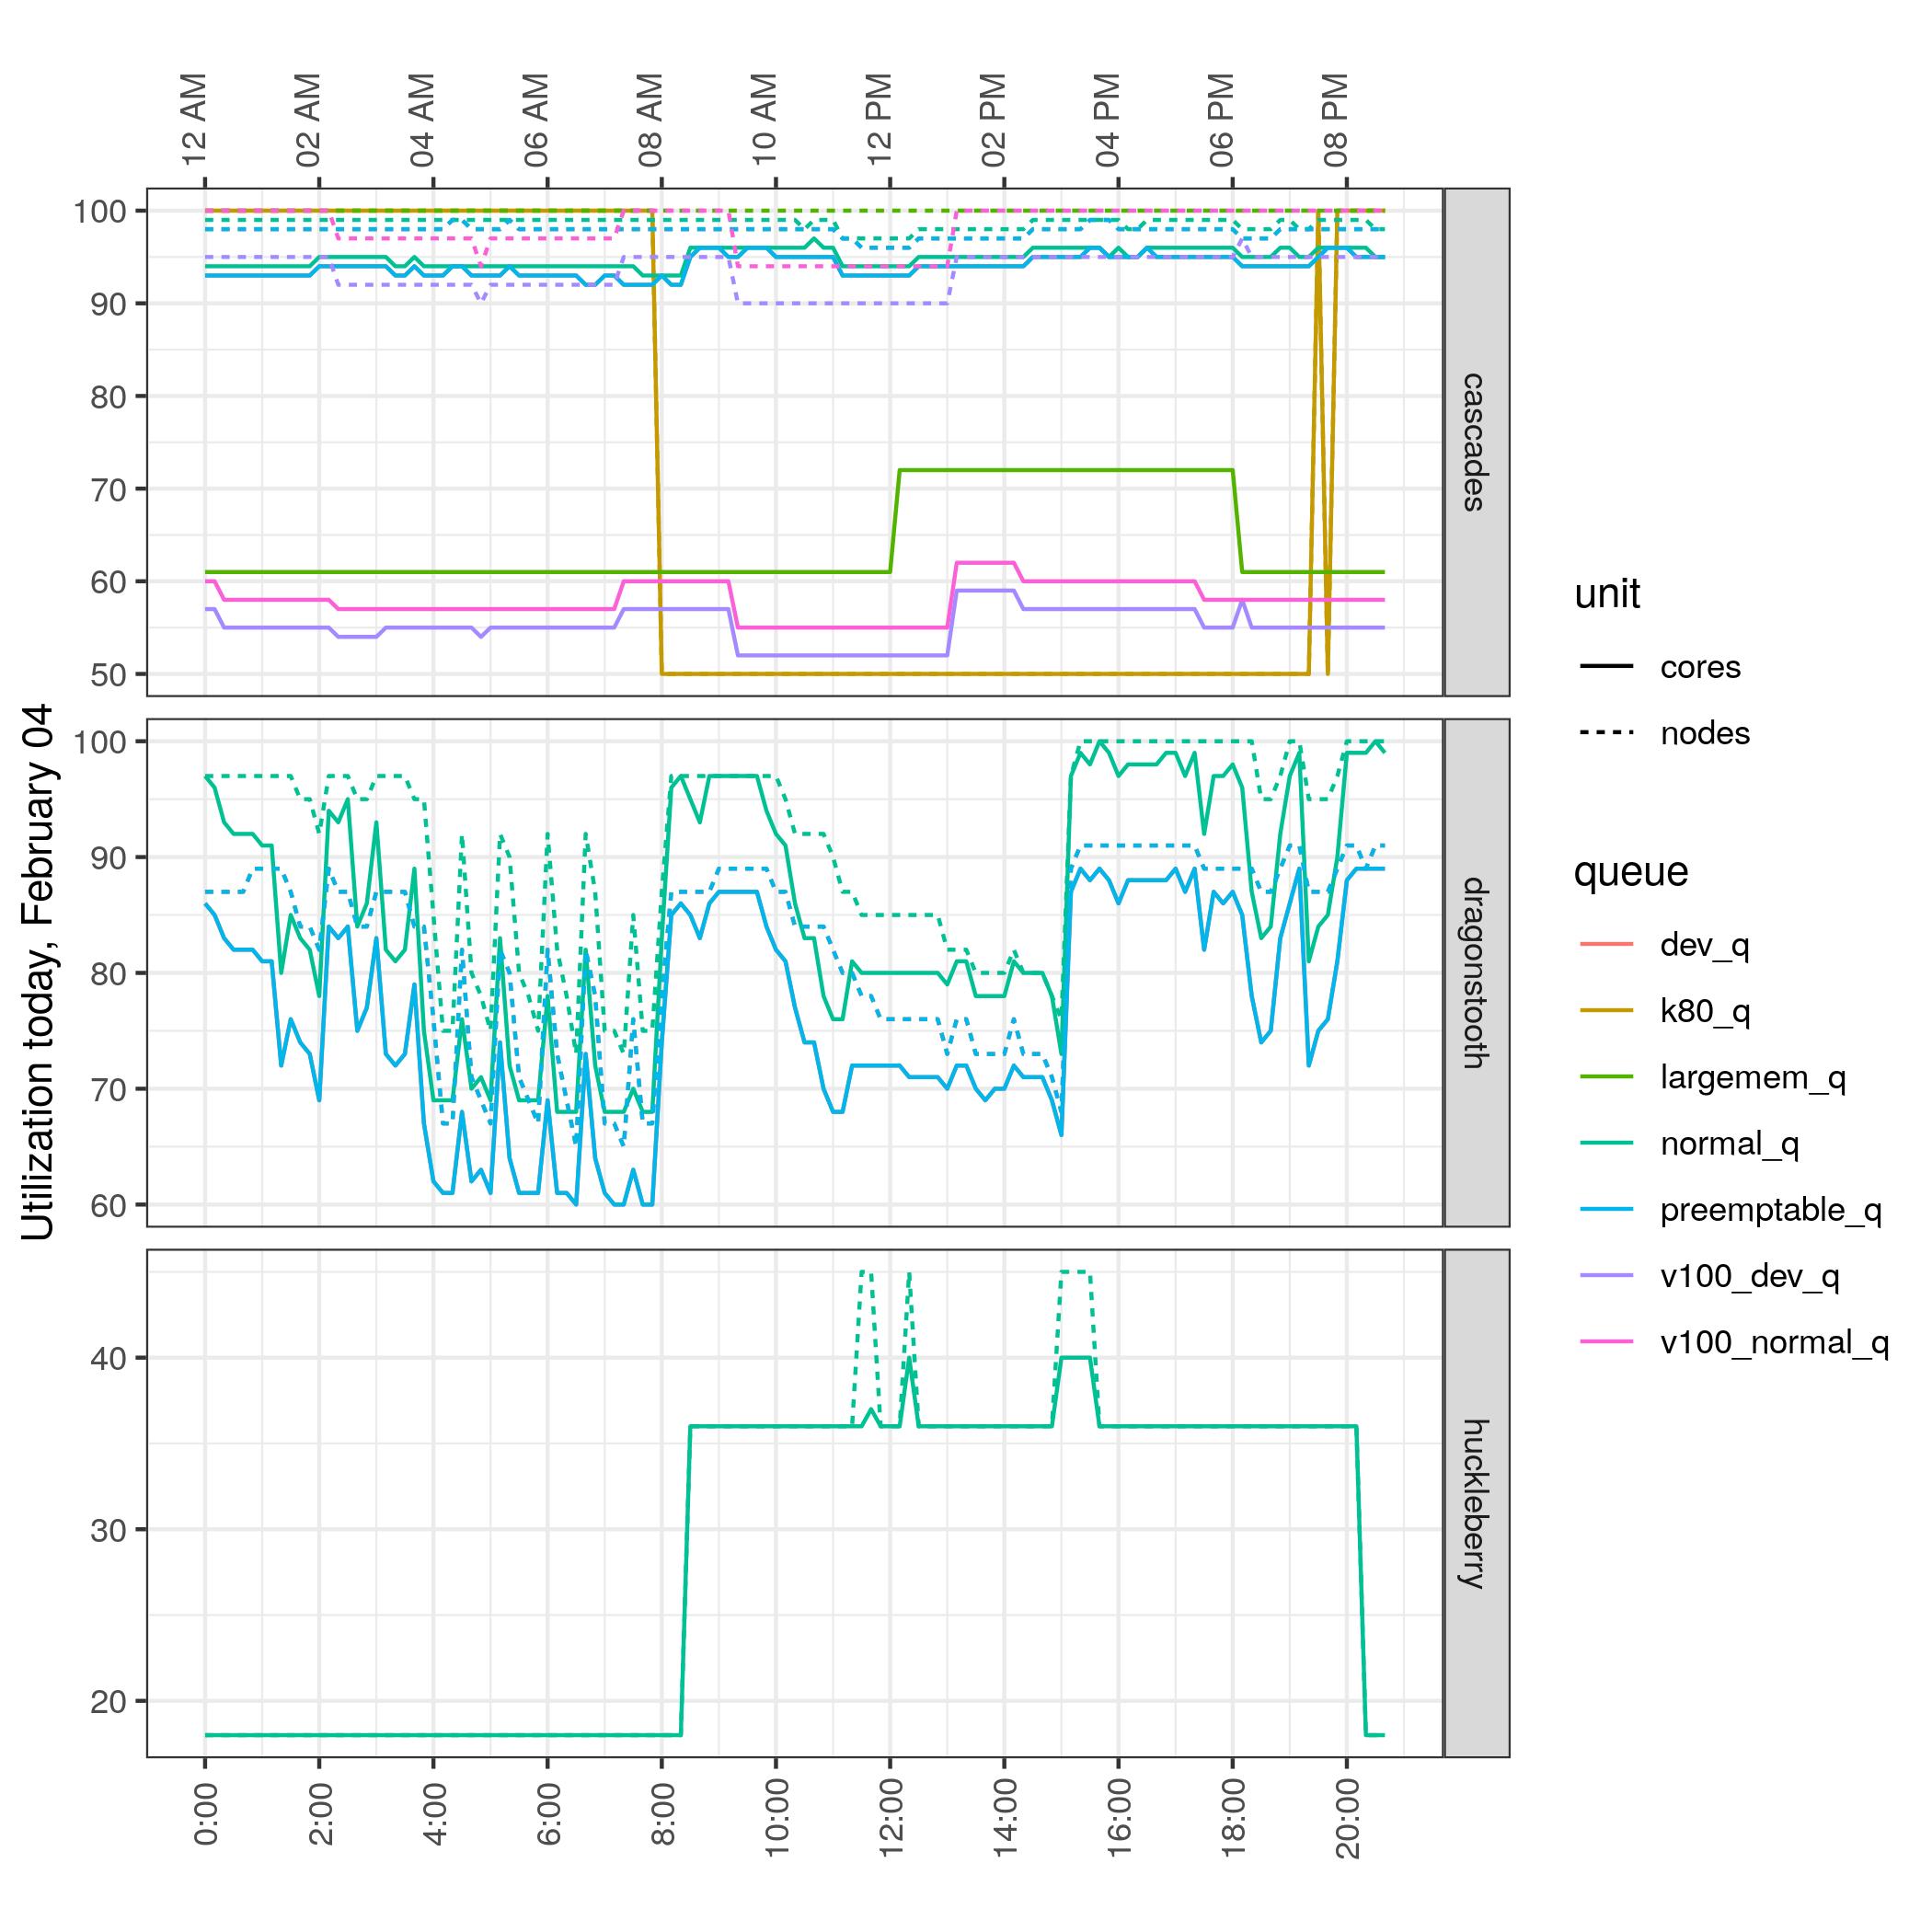 12 AM
02 AM
04 AM
06 AM
08 AM
10 AM
12 PM
02 PM
04 PM
06 PM
08 PM
Utilization today, February 04
100
90
80
70
60
50
cascades
100
90
80
70
60
dragonstooth
40
30
20
huckleberry
0:00
2:00
4:00
6:00
8:00
10:00
12:00
14:00
16:00
18:00
20:00
unit
cores
nodes
queue
dev_q
k80_q
largemem_q
normal_q
preemptable_q
v100_dev_q
v100_normal_q